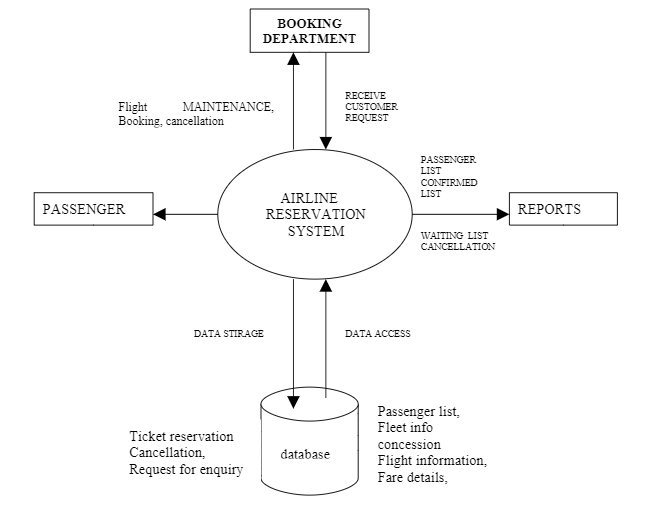 BOOKING
DEPARTMENT
Flight MAINTENANCE,
Booking, cancellation
RECEIVE
CUSTOMER
REQUEST
PASSENGER
AIRLINE
RESERVATION
SYSTEM
PASSENGER
LIST
CONFIRMED
LIST
WAITING LIST
CANCELLATION
REPORTS
DATA STIRAGE
DATA ACCESS
Ticket reservation
Cancellation,
Request for enquiry
database
Passenger list,
Fleet info
concession
Flight information,
Fare details,